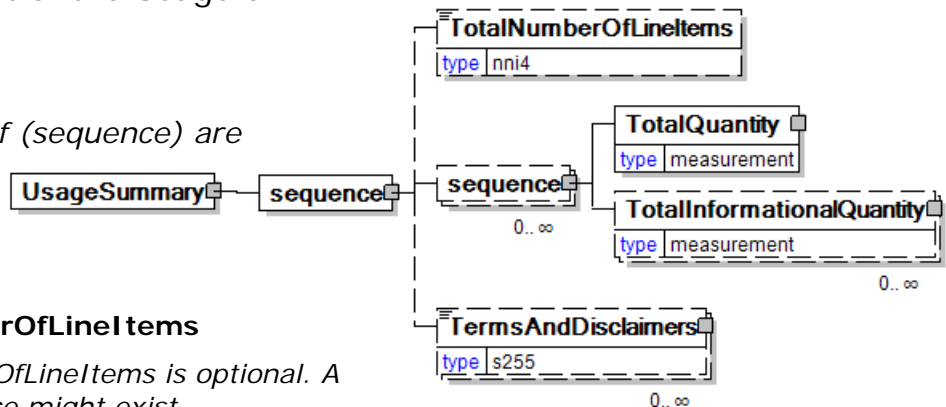 TotalNumberOfLineItems
type nni4
f (sequence) are
TotalQuantity
type measurement
UsageSummary
sequence
sequence
0.. ∞
TotalInformationalQuantity
type measurement
0.. ∞
rOfLineItems
TermsAndDisclaimers
type s255
OfLineItems is optional. A
0.. ∞